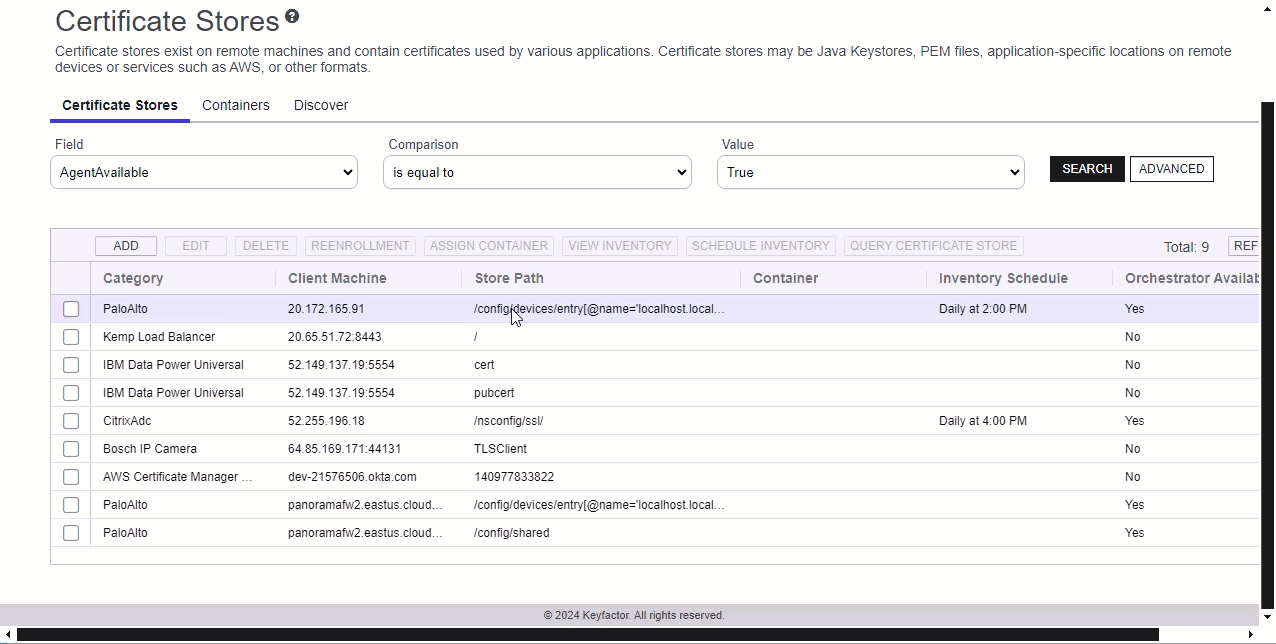 Certificate Stores ?
Certificate stores exist on remote machines and contain certificates used by various applications. Certificate stores may be Java Keystores, PEM files, application-specific locations on remote
devices or services such as AWS, or other formats.
Certificate Stores Containers Discover
Field Comparison Value
AgentAvailable is equal to True SEARCH ADVANCED
ADD EDIT DELETE REENROLLMENT ASSIGN CONTAINER VIEW INVENTORY SCHEDULE INVENTORY QUERY CERTIFICATE STORE Total: 9 REF
Category Client Machine Store Path Container Inventory Schedule Orchestrator Availab
PaloAlto 20.172.165.91 /config/devices/entry[@name='localhost.local... Daily at 2:00 PM Yes
Kemp Load Balancer 20.65.51.72:8443 / No
IBM Data Power Universal 52.149.137.19:5554 cert No
IBM Data Power Universal 52.149.137.19:5554 pubcert No
CitrixAdc 52.255.196.18 /nsconfig/ssl/ Daily at 4:00 PM Yes
Bosch IP Camera 64.85.169.171:44131 TLSClient No
AWS Certificate Manager ... dev-21576506.okta.com 140977833822 No
PaloAlto panoramafw2.eastus.cloud... /config/devices/entry[@name='localhost.local... Yes
PaloAlto panoramafw2.eastus.cloud... /config/shared Yes
© 2024 Keyfactor. All rights reserved.